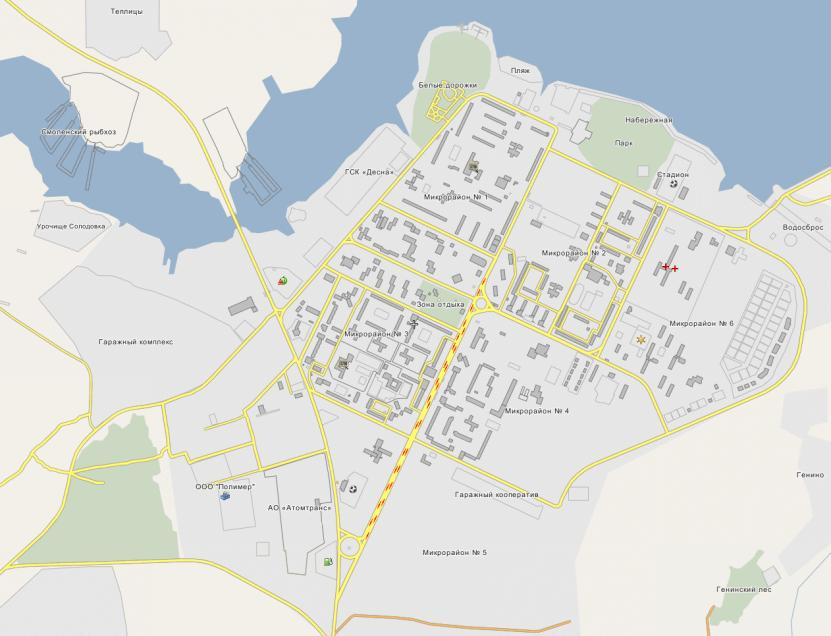 Теплицы
Пляж
Белые дорожки
Набережная
Смоленский рыбхоз
Парк
ГСК «Десна»
Стадион
Микрорайон № 1
Урочище Солодовка
Водосброс
Микрорайон № 2
Зона отдыха
Микрорайон № 6
Микрорайон № 3
Гаражный комплекс
Микрорайон № 4
Генино
ООО "Полимер"
Гаражный кооператив
АО «Атомтранс»
Микрорайон № 5
Генинский лес